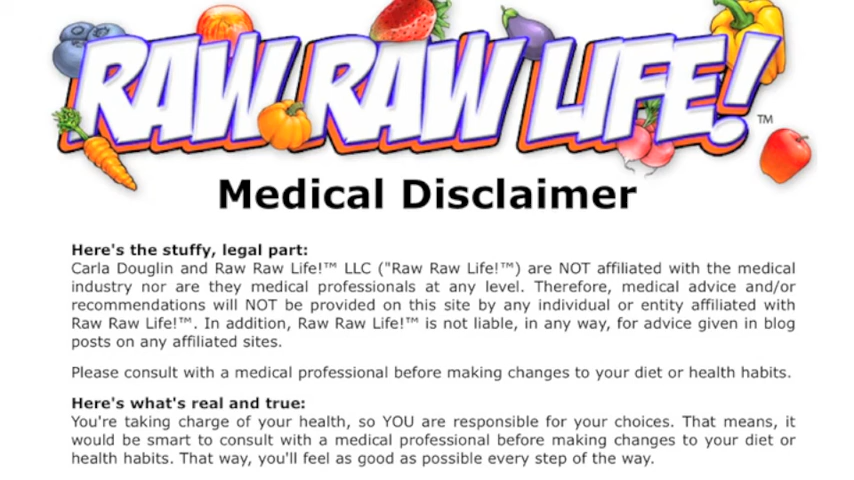 RAW RAW LIFE!™
Medical Disclaimer
Here's the stuffy, legal part:
Carla Douglin and Raw Raw Life!™ LLC ("Raw Raw Life!™) are NOT affiliated with the medical
industry nor are they medical professionals at any level. Therefore, medical advice and/or
recommendations will NOT be provided on this site by any individual or entity affiliated with
Raw Raw Life!™. In addition, Raw Raw Life!™ is not liable, in any way, for advice given in blog
posts on any affiliated sites.
Please consult with a medical professional before making changes to your diet or health habits.
Here's what's real and true:
You're taking charge of your health, so YOU are responsible for your choices. That means, it
would be smart to consult with a medical professional before making changes to your diet or
health habits. That way, you'll feel as good as possible every step of the way.